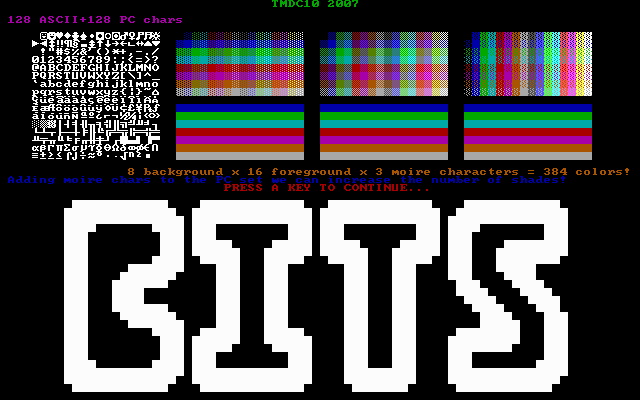 TMDC10 2007
128 ASCII+128 PC chars
!"#$%&'()*+,-./
0123456789:;<=>?
@ABCDEFGHIJKLMNO
PQRSTUVWXYZ[\]^_
`abcdefghijklmno
pqrstuvwxyz{|}~
8 background x 16 foreground x 3 moire characters = 384 colors!
Adding moire chars to the PC set we can increase the number of shades!
PRESS A KEY TO CONTINUE...
BITS